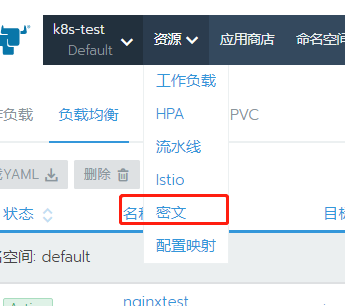 k8s-test
Default
资源
应用商店
命名空间
工作负载
HPA
流水线
Istio
密文
配置映射
作负载
负载均衡
PVC
YAML
删除
状态
名称
目标
空间: default
Active
nginxtest